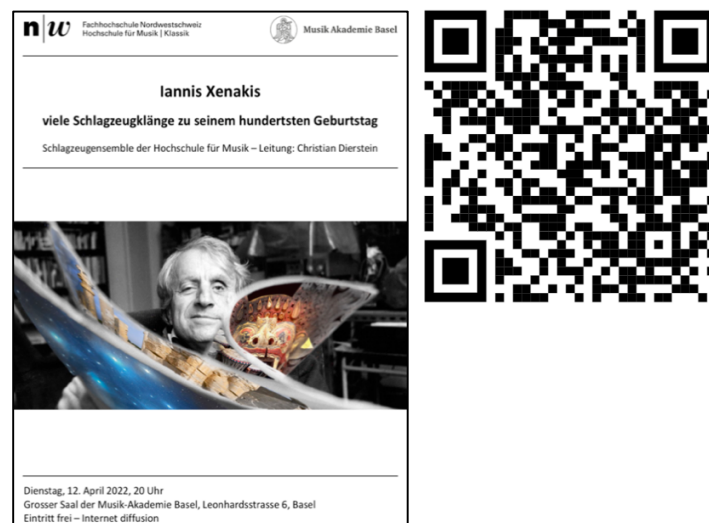 n|w Fachhochschule Nordwestschweiz
Hochschule für Musik | Klassik
Musik Akademie Basel
Iannis Xenakis
viele Schlagzeugklänge zu seinem hundertsten Geburtstag
Schlagzeugensemble der Hochschule für Musik – Leitung: Christian Dierstein
Dienstag, 12. April 2022, 20 Uhr
Grosser Saal der Musik-Akademie Basel, Leonhardsstrasse 6, Basel
Eintritt frei – Internet diffusion